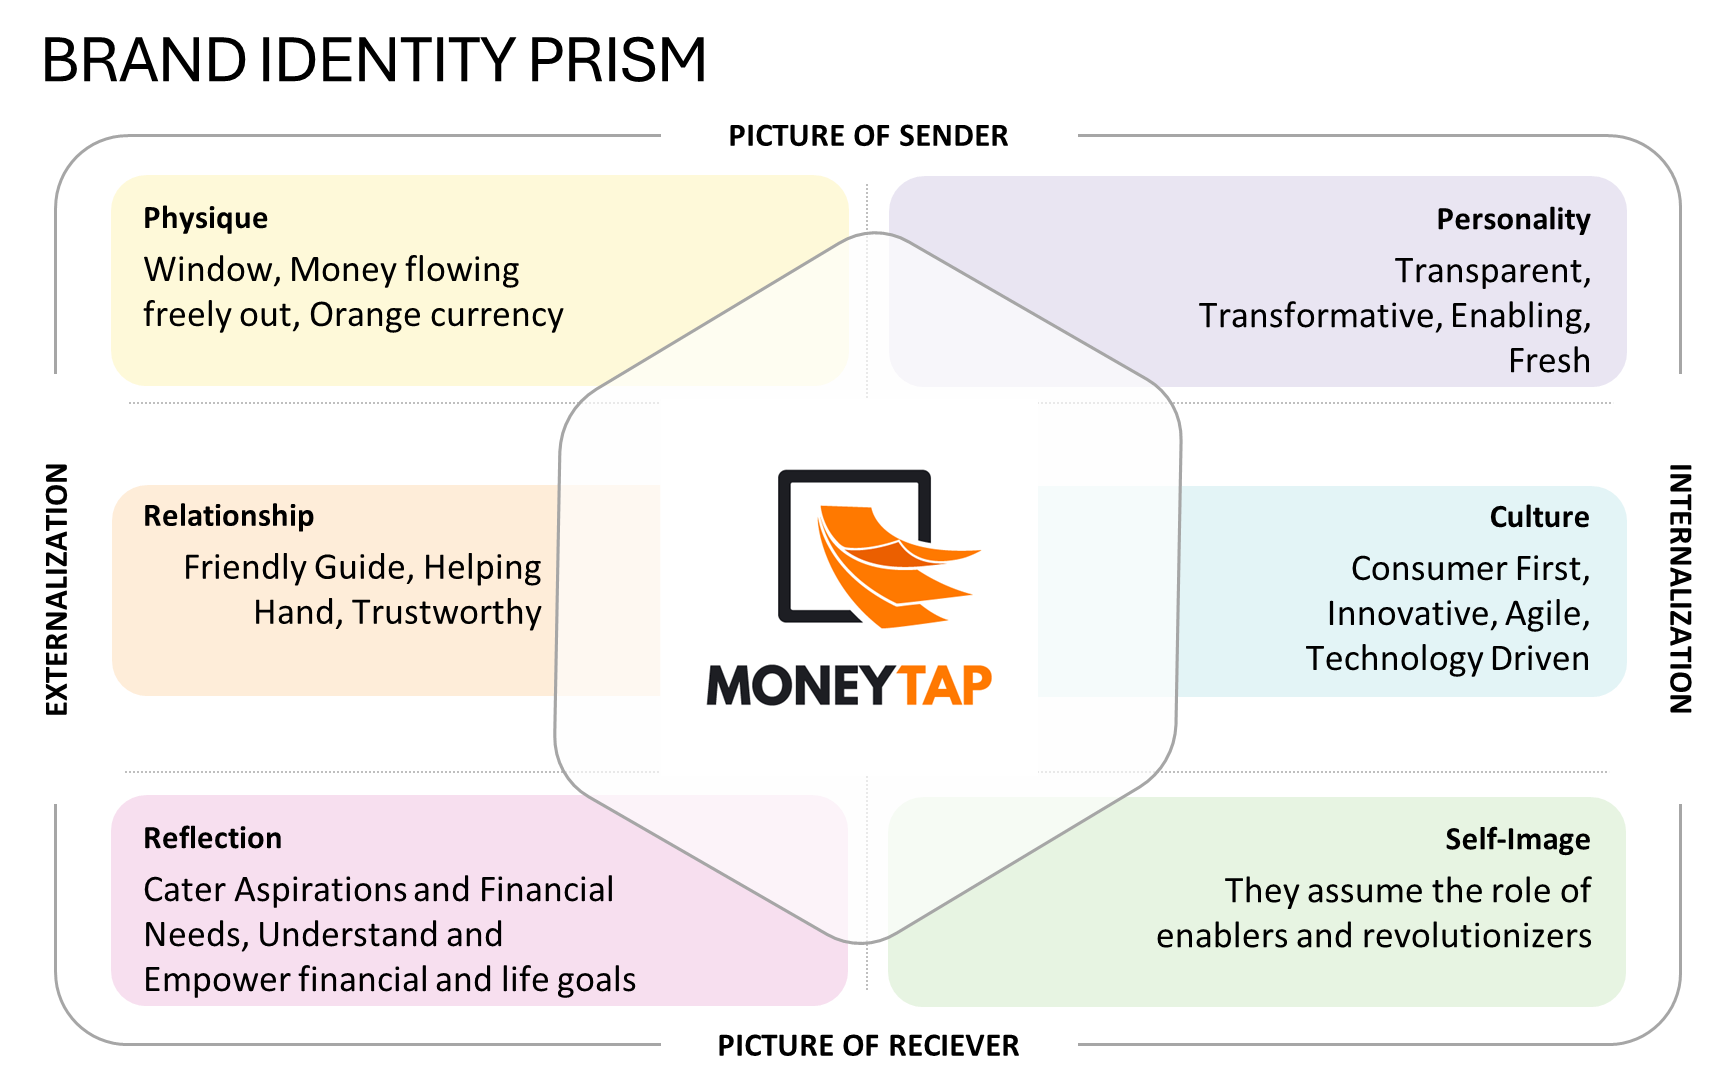 BRAND IDENTITY PRISM
PICTURE OF SENDER
Physique
Window, Money flowing
freely out, Orange currency
Personality
Transparent,
Transformative, Enabling,
Fresh
EXTERNALIZATION
Relationship
Friendly Guide, Helping
Hand, Trustworthy
MONEYTAP
Culture
Consumer First,
Innovative, Agile,
Technology Driven
INTERNALIZATION
Reflection
Cater Aspirations and Financial
Needs, Understand and
Empower financial and life goals
Self-Image
They assume the role of
enablers and revolutionizers
PICTURE OF RECIEVER